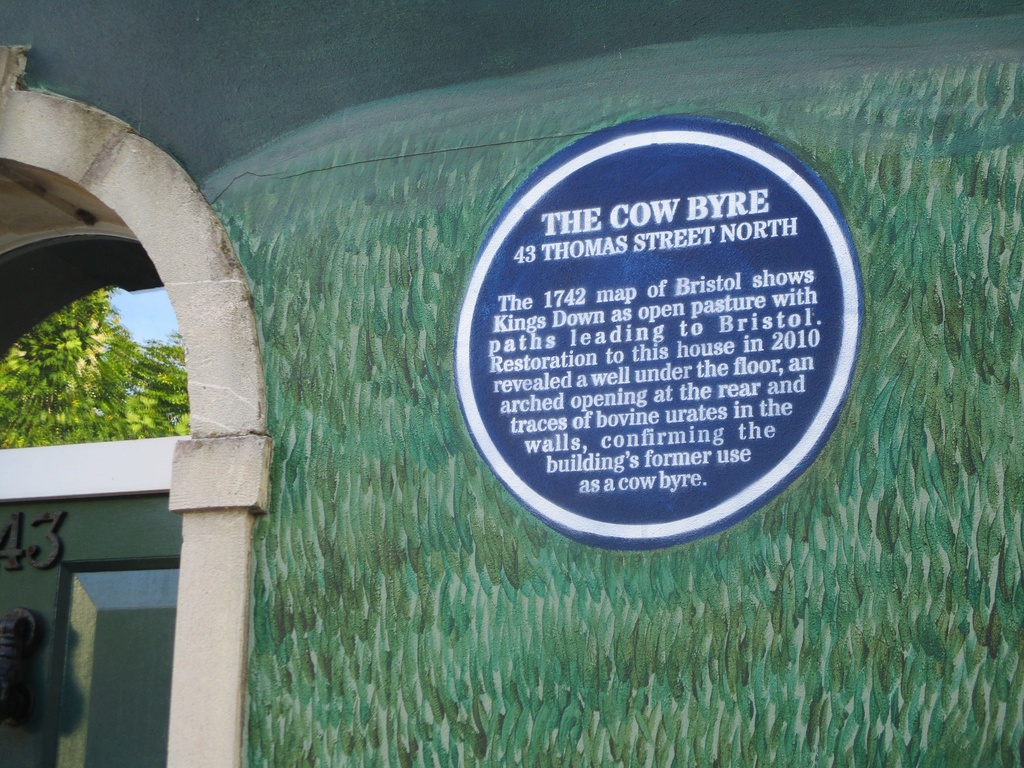 THE COW BYRE
43 THOMAS STREET NORTH
The 1742 map of Bristol shows
Kings Down as open pasture with
paths leading to Bristol.
Restoration to this house in 2010
revealed a well under the floor, an
arched opening at the rear and
traces of bovine urates in the
walls, confirming the
building's former use
as a cow byre.
43